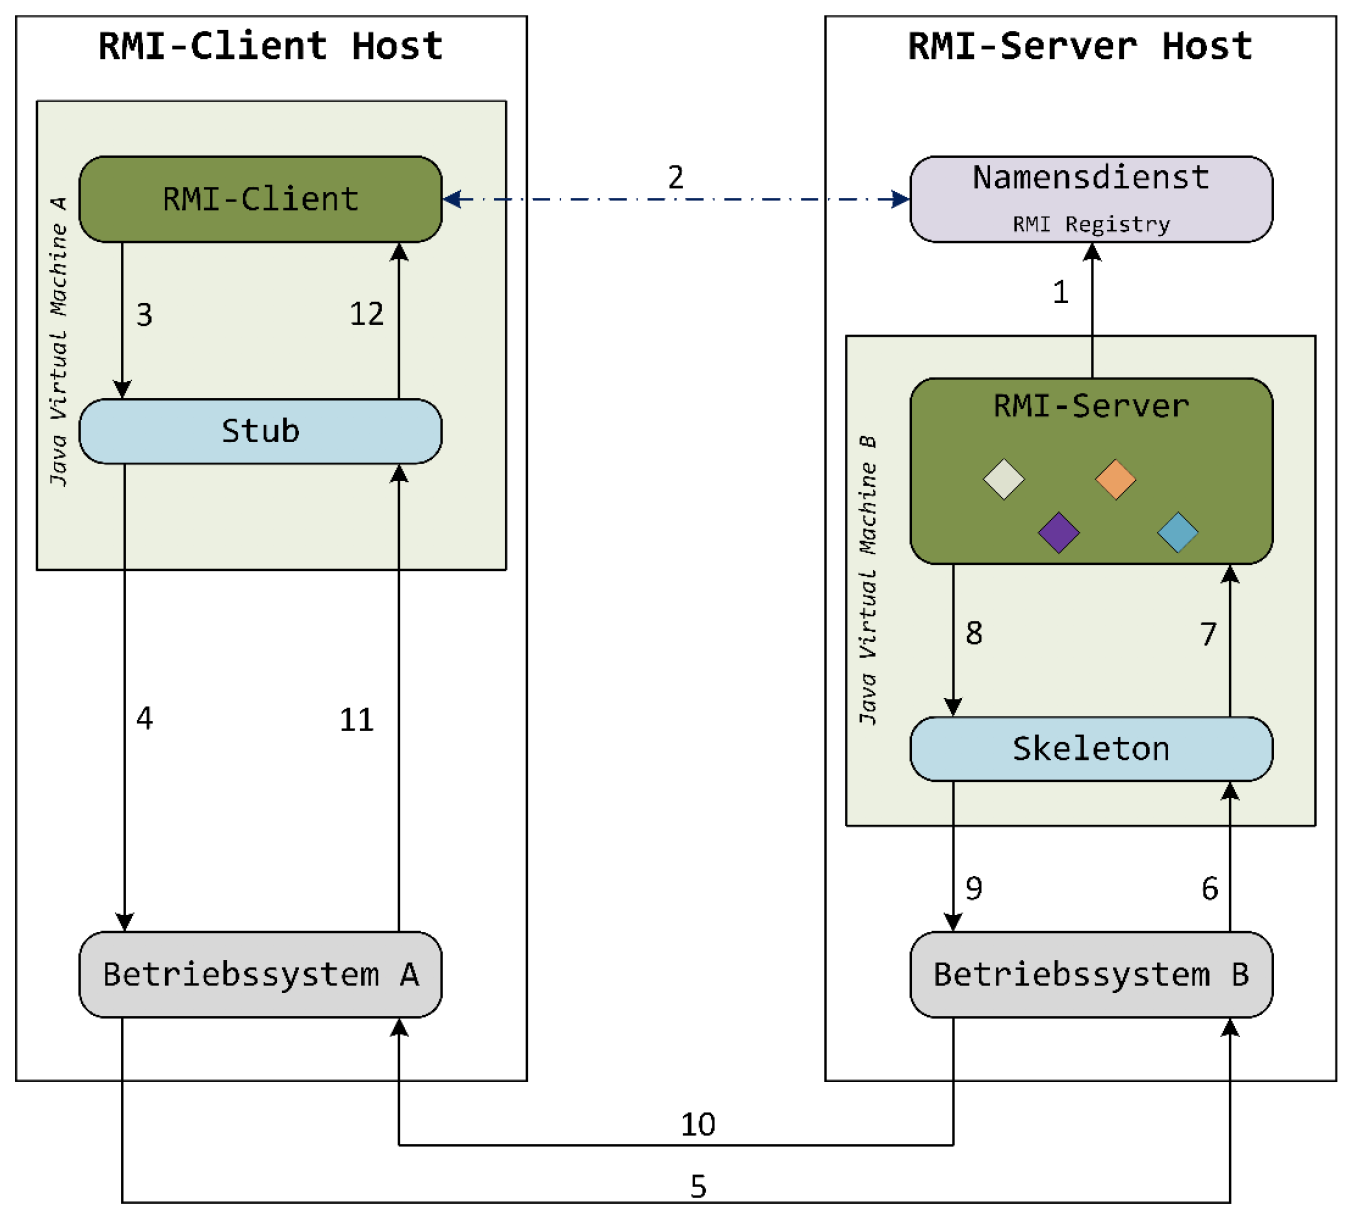 RMI-Client Host
Java Virtual Machine A
RMI-Client
3
12
Stub
4
11
Betriebssystem A
2
RMI-Server Host
Namensdienst
RMI Registry
1
Java Virtual Machine B
RMI-Server
8
7
Skeleton
9
6
Betriebssystem B
10
5